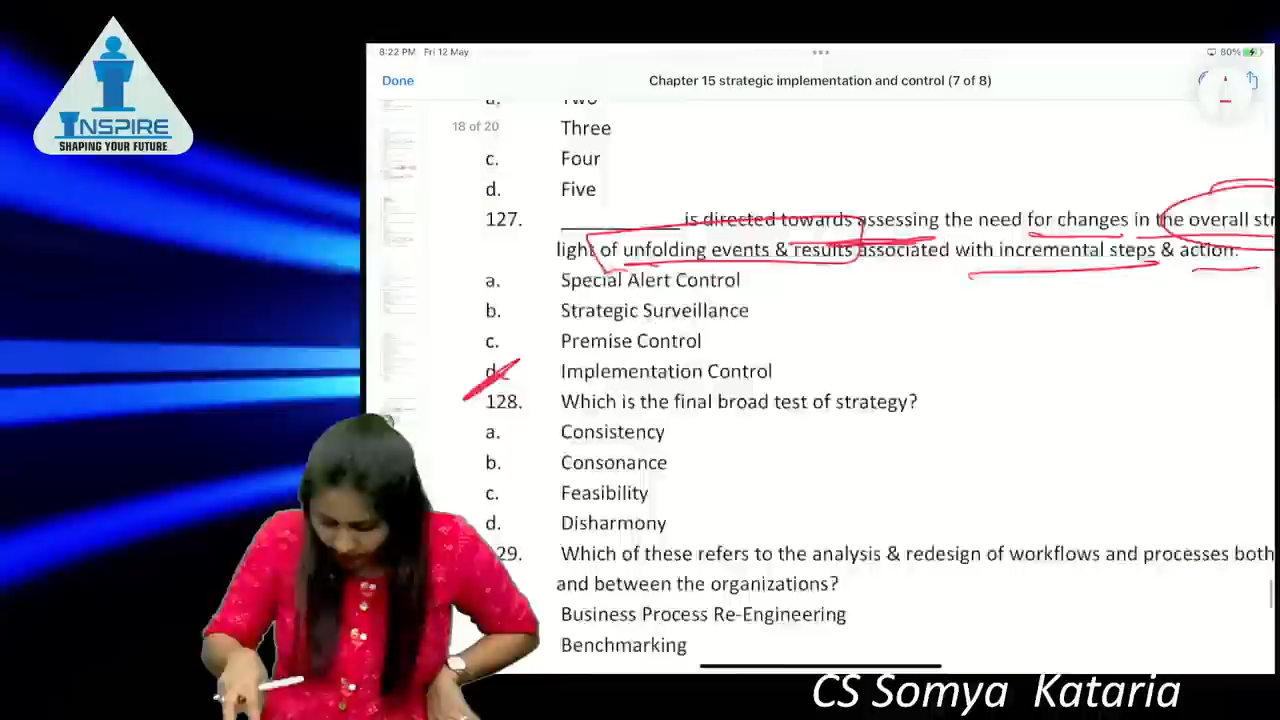 INSPIRE
SHAPING YOUR FUTURE
8:22 PM Fri 12 May
80%
Done
Chapter 15 strategic implementation and control (7 of 8)
a. Two
18 of 20
Three
c. Four
d. Five
127. __________ is directed towards assessing the need for changes in the overall str
light of unfolding events & results associated with incremental steps & action.
a. Special Alert Control
b. Strategic Surveillance
c. Premise Control
d. Implementation Control
128. Which is the final broad test of strategy?
a. Consistency
b. Consonance
c. Feasibility
d. Disharmony
29. Which of these refers to the analysis & redesign of workflows and processes both
and between the organizations?
Business Process Re-Engineering
Benchmarking
CS Somya Kataria